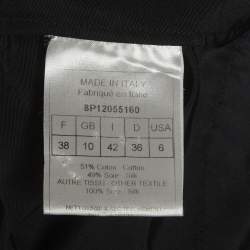 MADE IN ITALY
Fabriqué en Italie
8P12055160
F GB I D USA
38 10 42 36 6
51% Coton - Cotton
49% Soie - Silk
AUTRE TISSU - OTHER TEXTILE
100% Soie - Silk